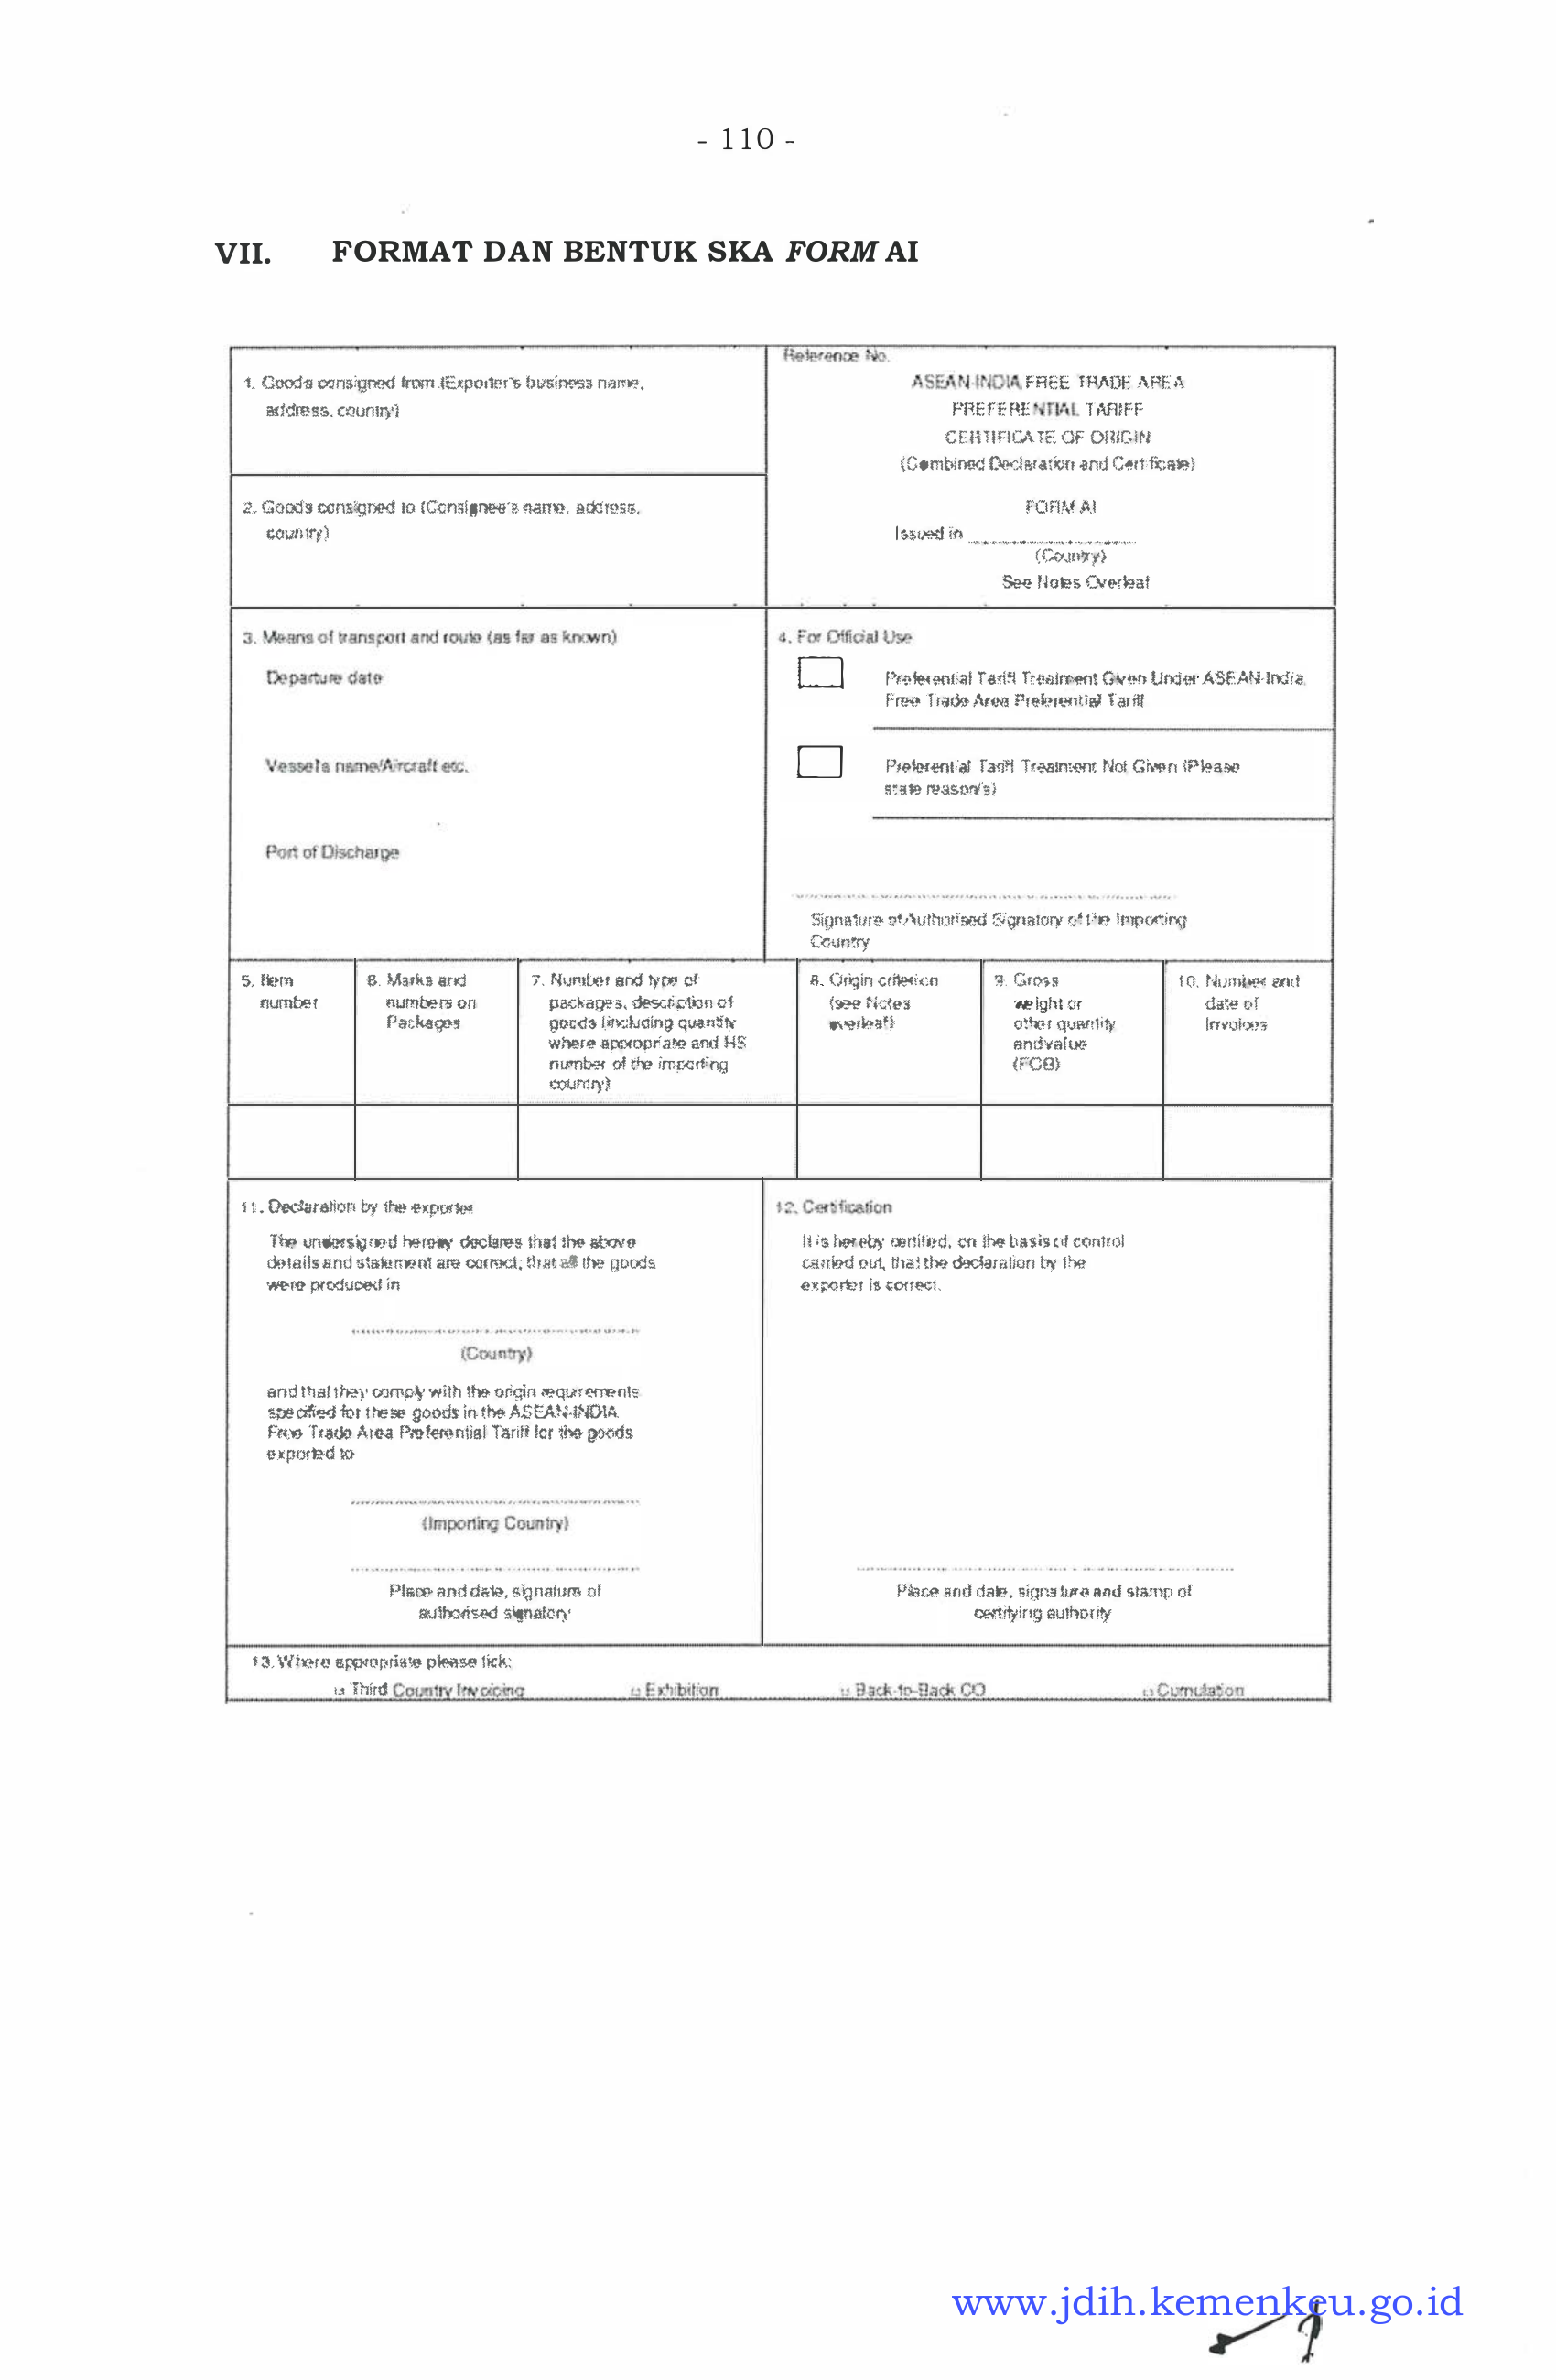 - 110 -
VII. FORMAT DAN BENTUK SKA FORM AI
Reference No.
1. Goods consigned from (Exporter's business name,
address, country)
ASEAN-INDIA FREE TRADE AREA
PREFERENTIAL TARIFF
CERTIFICATE OF ORIGIN
(Combined Declaration and Certificate)
2. Goods consigned to (Consignee's name, address,
country)
FORM AI
Issued in
(Country)
See Notes Overleaf
3. Means of transport and route (as far as known)
Departure date
Vessel's name/Aircraft etc.
Port of Discharge
4. For Official Use
Preferential Tariff Treatment Given Under ASEAN-India
Free Trade Area Preferential Tariff
Preferential Tariff Treatment Not Given (Please
state reason/s)
Signature of Authorised Signatory of the Importing
Country
5. Item
number
6. Marks and
numbers on
Packages
7. Number and type of
packages, description of
goods (including quantity
where appropriate and HS
number of the importing
country)
8. Origin criterion
(see Notes
overleaf)
9. Gross
weight or
other quantity
and value
(FOB)
10. Number and
date of
Invoices
11. Declaration by the exporter
The undersigned hereby declares that the above
details and statement are correct; that all the goods
were produced in
(Country)
and that they comply with the origin requirements
specified for these goods in the ASEAN-INDIA
Free Trade Area Preferential Tariff for the goods
exported to
(Importing Country)
Place and date, signature of
authorised signatory
12. Certification
It is hereby certified, on the basis of control
carried out, that the declaration by the
exporter is correct.
Place and date, signature and stamp of
certifying authority
13. Where appropriate please tick:
□ Third Country Invoicing □ Exhibition □ Back-to-Back CO □ Cumulation
www.jdih.kemenkeu.go.id